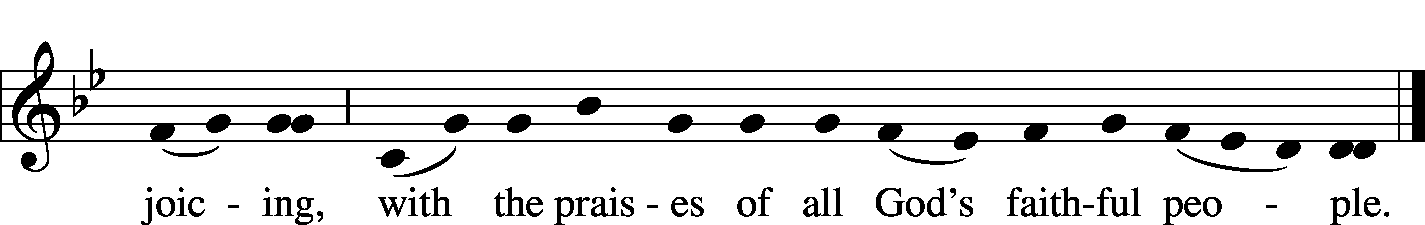 joic - ing, with the prais - es of all God's faith-ful peo - ple.